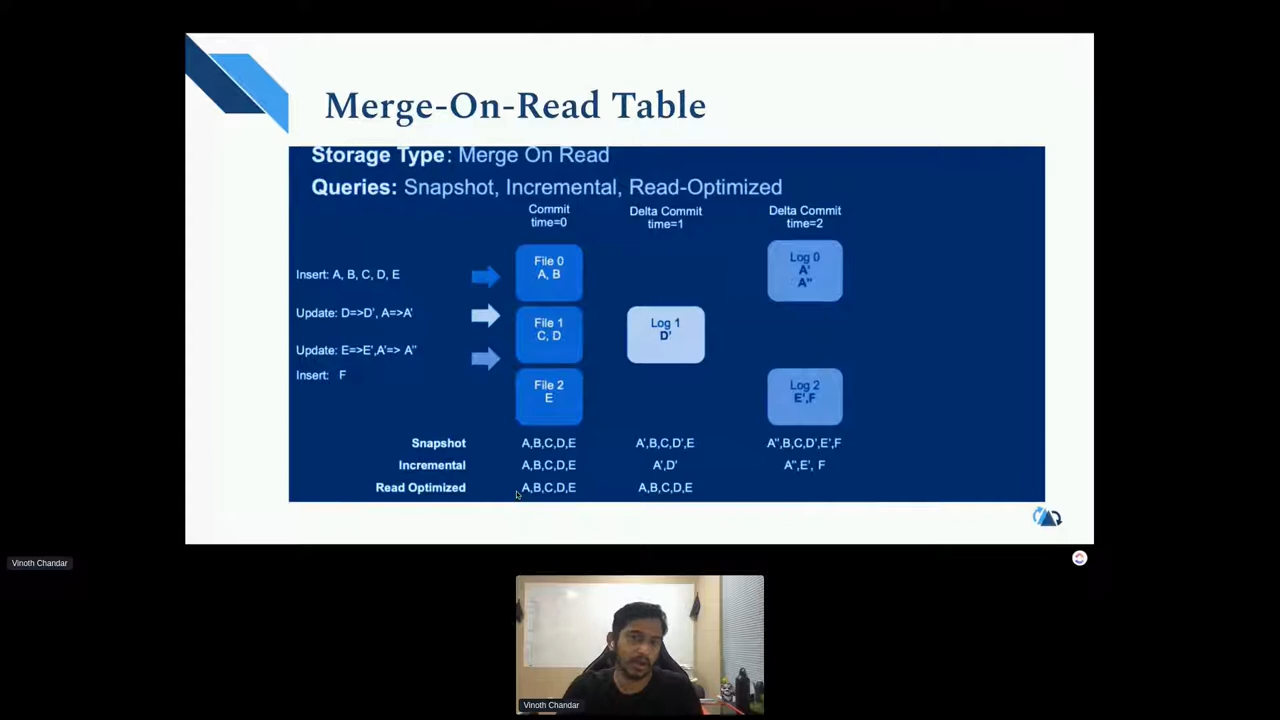 Merge-On-Read Table
Storage Type: Merge On Read
Queries: Snapshot, Incremental, Read-Optimized
Commit
time=0
Delta Commit
time=1
Delta Commit
time=2
Insert: A, B, C, D, E
Update: D=>D', A=>A'
Update: E=>E',A'=> A''
Insert: F
File 0
A, B
File 1
C, D
File 2
E
Log 1
D'
Log 0
A'
A''
Log 2
E',F
Snapshot A,B,C,D,E A',B,C,D',E A'',B,C,D',E',F
Incremental A,B,C,D,E A',D' A'',E', F
Read Optimized A,B,C,D,E A,B,C,D,E
Vinoth Chandar
Vinoth Chandar